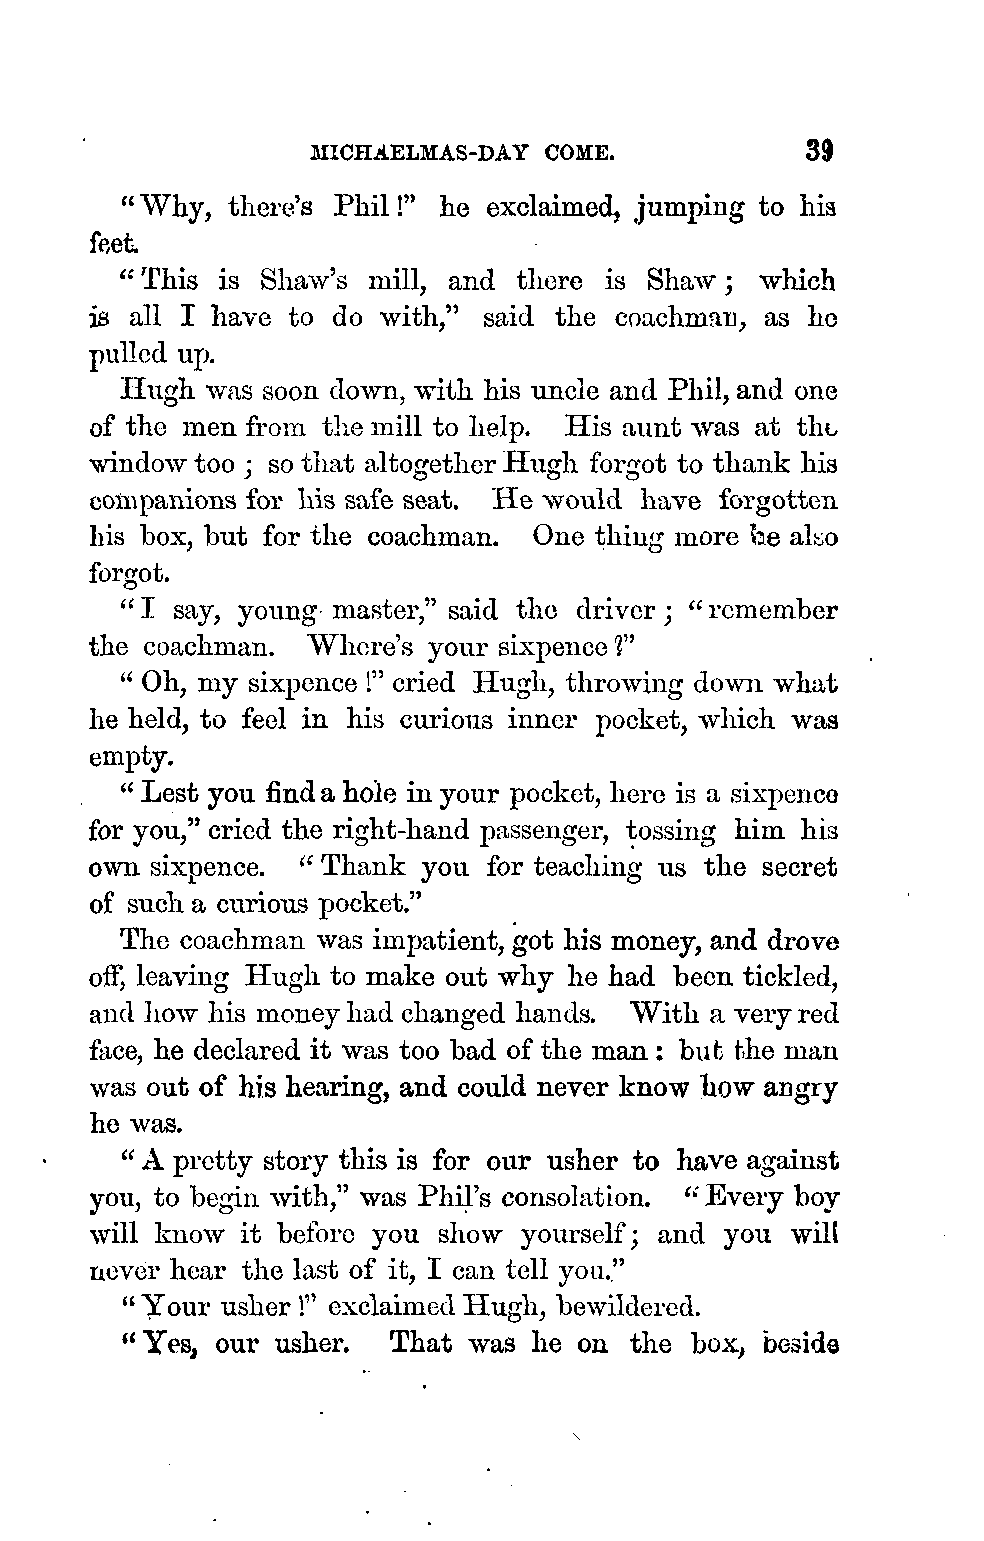 MICHAELMAS-DAY COME. 39
"Why, there's Phil!" he exclaimed, jumping to his
feet.
"This is Shaw's mill, and there is Shaw; which
is all I have to do with," said the coachman, as he
pulled up.
Hugh was soon down, with his uncle and Phil, and one
of the men from the mill to help. His aunt was at the
window too; so that altogether Hugh forgot to thank his
companions for his safe seat. He would have forgotten
his box, but for the coachman. One thing more he also
forgot.
"I say, young master," said the driver; "remember
the coachman. Where's your sixpence?"
"Oh, my sixpence!" cried Hugh, throwing down what
he held, to feel in his curious inner pocket, which was
empty.
"Lest you find a hole in your pocket, here is a sixpence
for you," cried the right-hand passenger, tossing him his
own sixpence. "Thank you for teaching us the secret
of such a curious pocket."
The coachman was impatient, got his money, and drove
off, leaving Hugh to make out why he had been tickled,
and how his money had changed hands. With a very red
face, he declared it was too bad of the man: but the man
was out of his hearing, and could never know how angry
he was.
"A pretty story this is for our usher to have against
you, to begin with," was Phil's consolation. "Every boy
will know it before you show yourself; and you will
never hear the last of it, I can tell you."
"Your usher!" exclaimed Hugh, bewildered.
"Yes, our usher. That was he on the box, beside